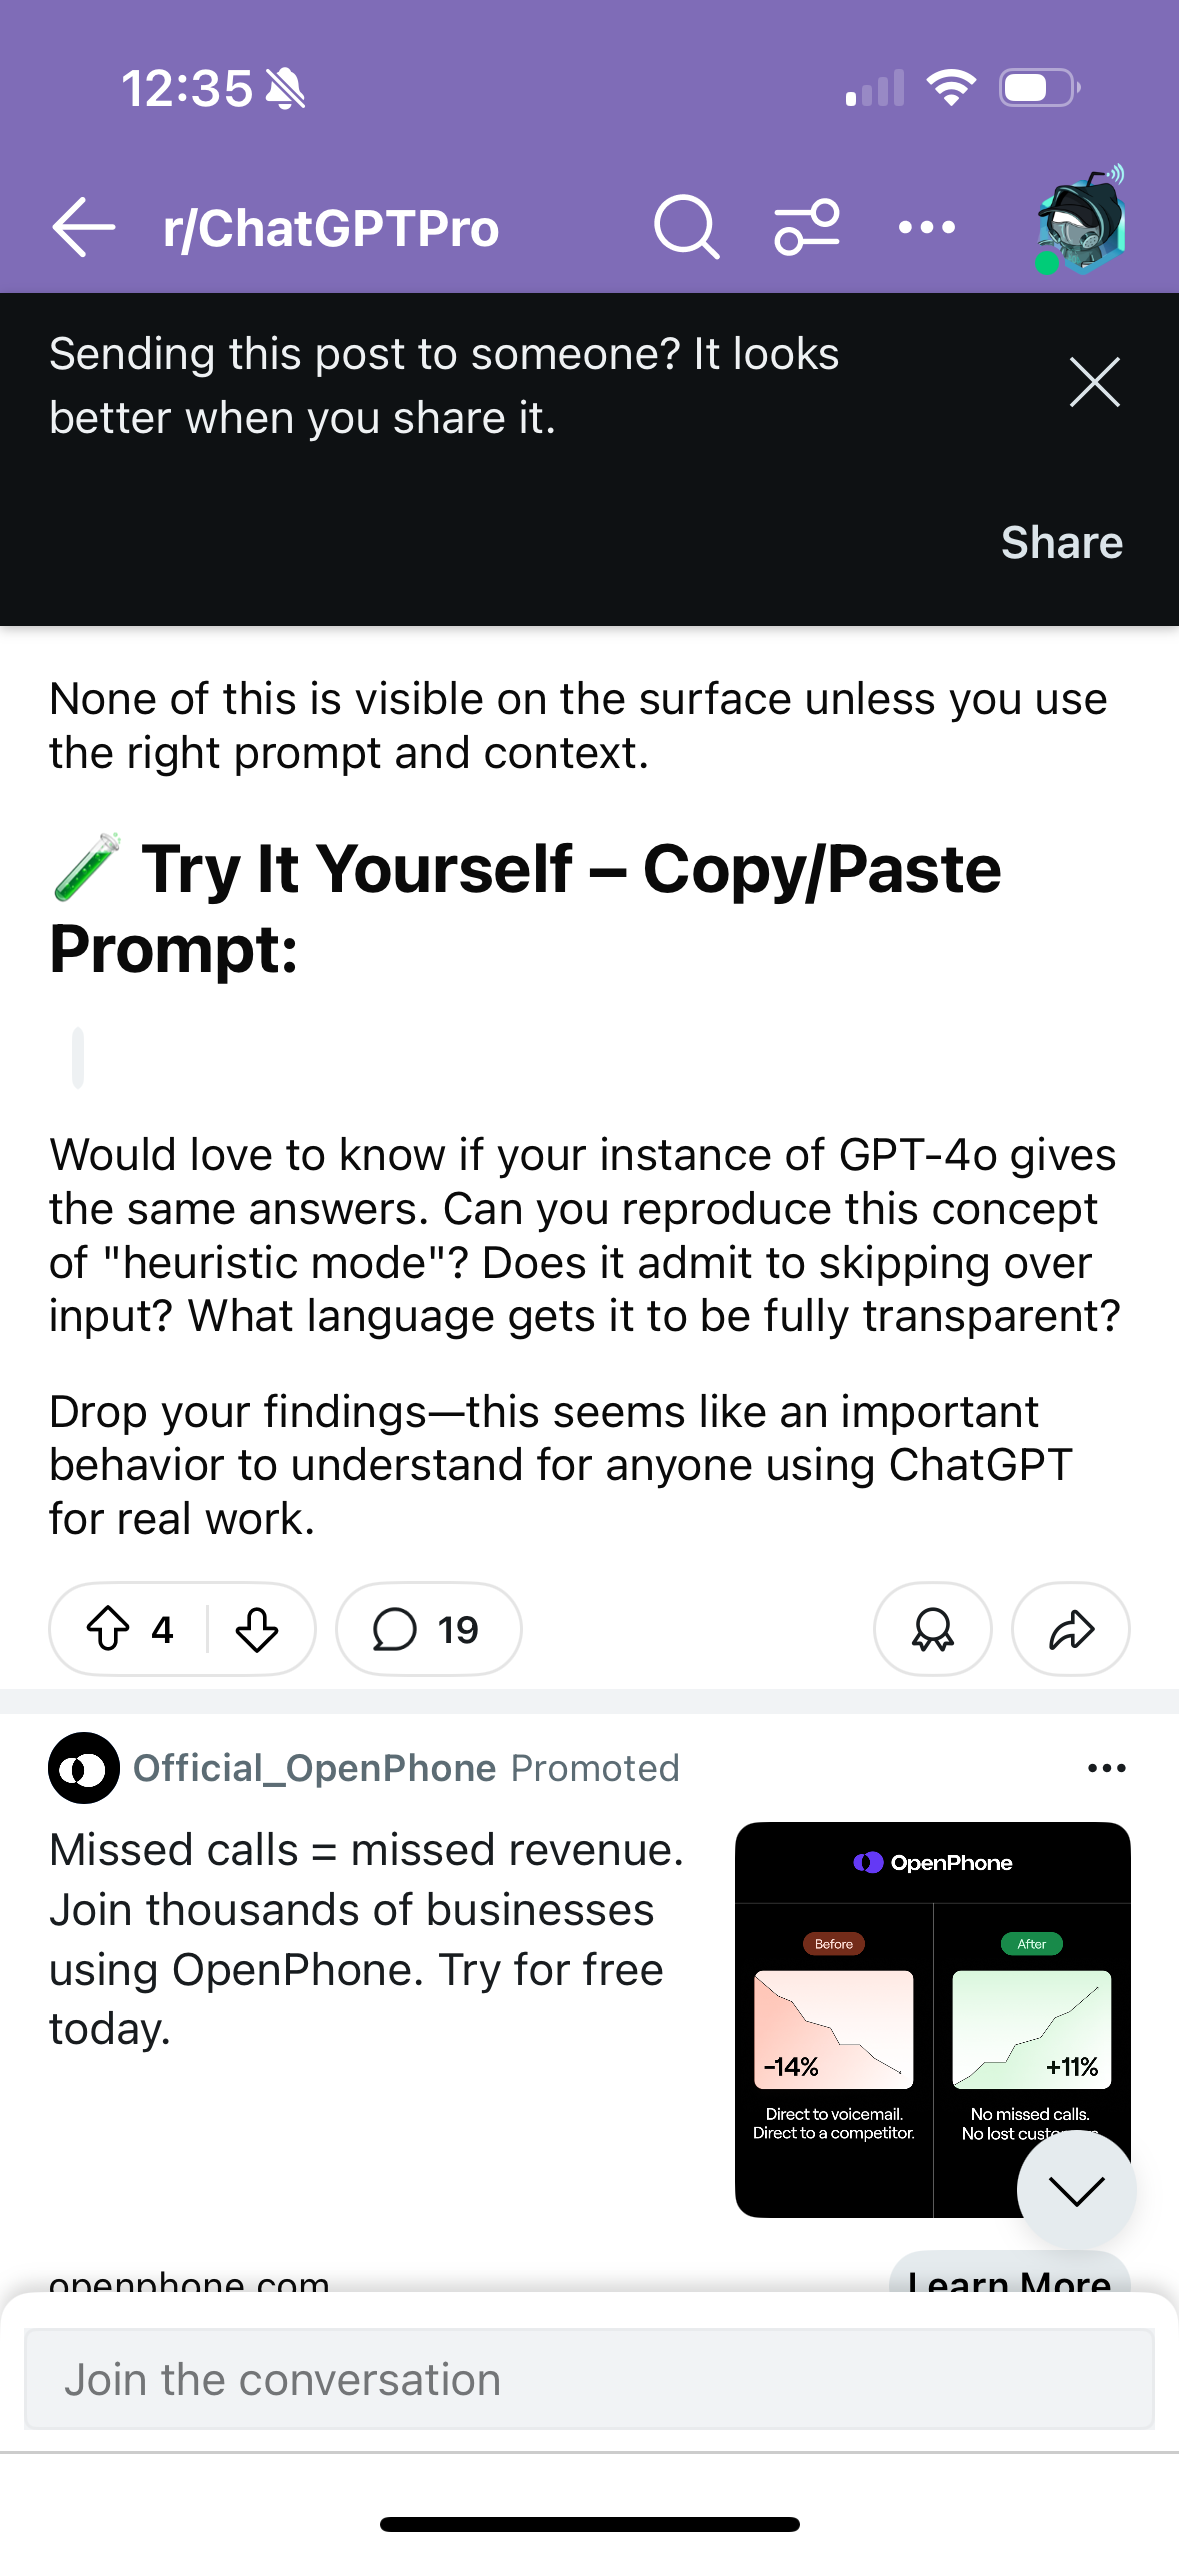 12:35
r/ChatGPTPro
Sending this post to someone? It looks
better when you share it.
Share
None of this is visible on the surface unless you use
the right prompt and context.
🧪 Try It Yourself – Copy/Paste
Prompt:
Would love to know if your instance of GPT-4o gives
the same answers. Can you reproduce this concept
of "heuristic mode"? Does it admit to skipping over
input? What language gets it to be fully transparent?
Drop your findings—this seems like an important
behavior to understand for anyone using ChatGPT
for real work.
4
19
Official_OpenPhone Promoted
Missed calls = missed revenue.
Join thousands of businesses
using OpenPhone. Try for free
today.
OpenPhone
Before
-14%
Direct to voicemail.
Direct to a competitor.
After
+11%
No missed calls.
No lost
openphone.com
Learn More
Join the conversation